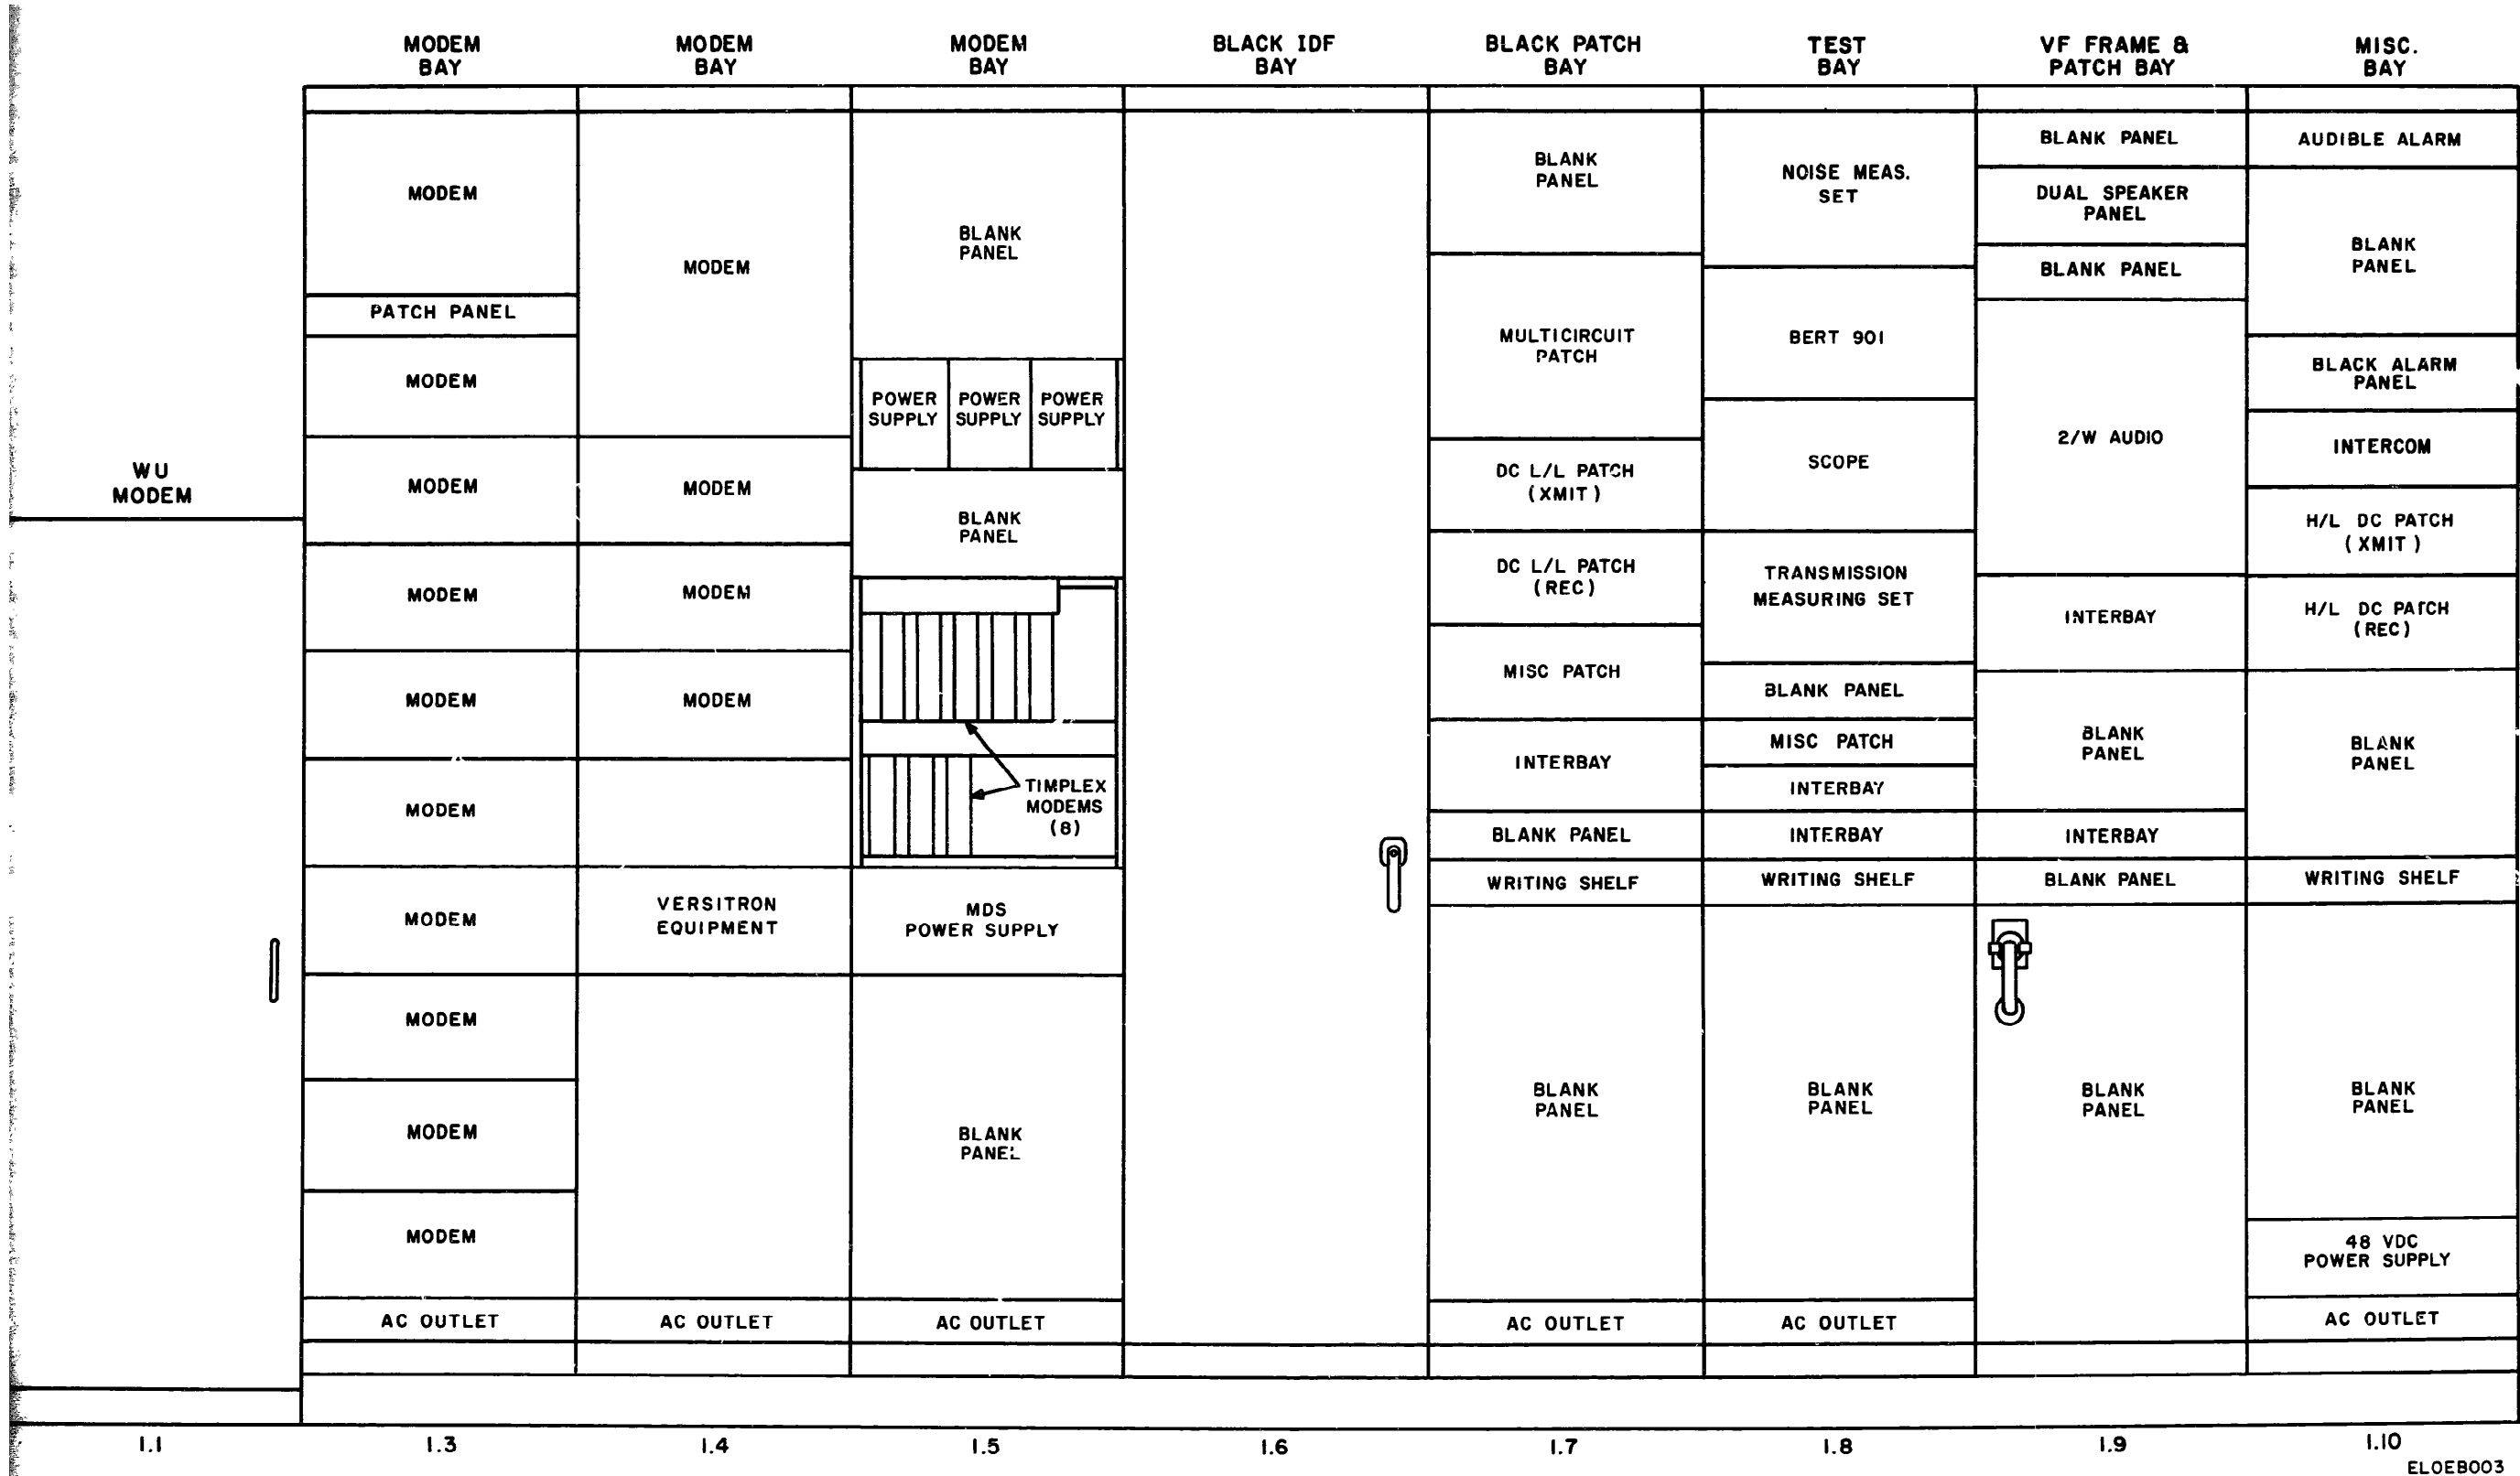 MODEM
BAY
MODEM
BAY
MODEM
BAY
BLACK IDF
BAY
BLACK PATCH
BAY
TEST
BAY
VF FRAME &
PATCH BAY
MISC.
BAY
WU
MODEM
MODEM
PATCH PANEL
MODEM
MODEM
MODEM
MODEM
MODEM
MODEM
MODEM
MODEM
MODEM
AC OUTLET
MODEM
MODEM
MODEM
MODEM
VERSITRON
EQUIPMENT
AC OUTLET
BLANK
PANEL
POWER
SUPPLY
POWER
SUPPLY
POWER
SUPPLY
BLANK
PANEL
TIMPLEX
MODEMS
(8)
MDS
POWER SUPPLY
BLANK
PANEL
AC OUTLET
BLANK
PANEL
MULTICIRCUIT
PATCH
DC L/L PATCH
(XMIT)
DC L/L PATCH
(REC)
MISC PATCH
INTERBAY
BLANK PANEL
WRITING SHELF
BLANK
PANEL
AC OUTLET
NOISE MEAS.
SET
BERT 901
SCOPE
TRANSMISSION
MEASURING SET
BLANK PANEL
MISC PATCH
INTERBAY
INTERBAY
WRITING SHELF
BLANK
PANEL
AC OUTLET
BLANK PANEL
DUAL SPEAKER
PANEL
BLANK PANEL
2/W AUDIO
INTERBAY
BLANK
PANEL
INTERBAY
BLANK PANEL
BLANK
PANEL
AUDIBLE ALARM
BLANK
PANEL
BLACK ALARM
PANEL
INTERCOM
H/L DC PATCH
(XMIT)
H/L DC PATCH
(REC)
BLANK
PANEL
WRITING SHELF
BLANK
PANEL
48 VDC
POWER SUPPLY
AC OUTLET
1.1
1.3
1.4
1.5
1.6
1.7
1.8
1.9
1.10
ELOEB003